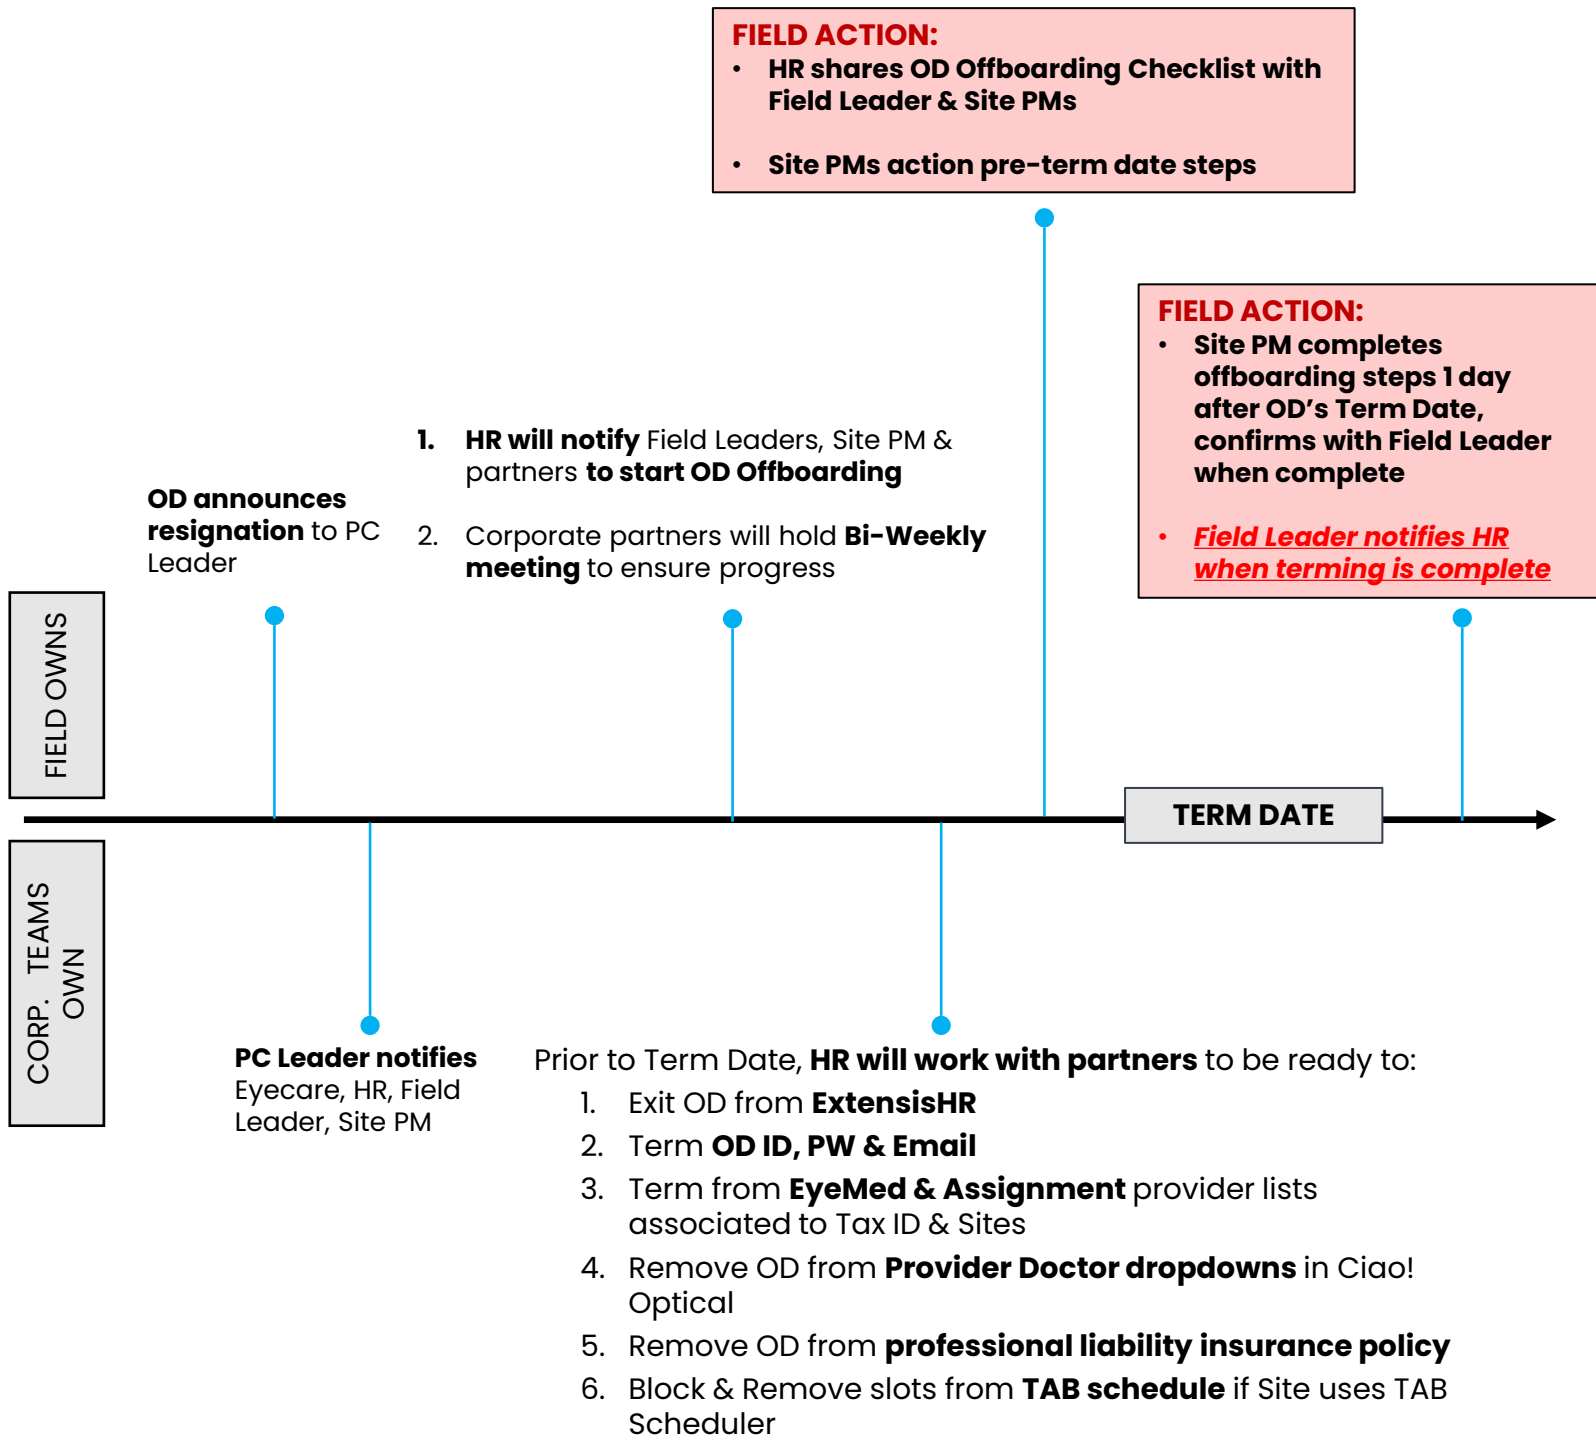 FIELD ACTION:
• HR shares OD Offboarding Checklist with
Field Leader & Site PMs
• Site PMs action pre-term date steps
FIELD ACTION:
• Site PM completes
offboarding steps 1 day
after OD’s Term Date,
confirms with Field Leader
when complete
• Field Leader notifies HR
when terming is complete
1. HR will notify Field Leaders, Site PM &
partners to start OD Offboarding
2. Corporate partners will hold Bi-Weekly
meeting to ensure progress
OD announces
resignation to PC
Leader
FIELD OWNS
TERM DATE
CORP. TEAMS
OWN
PC Leader notifies
Eyecare, HR, Field
Leader, Site PM
Prior to Term Date, HR will work with partners to be ready to:
1. Exit OD from ExtensisHR
2. Term OD ID, PW & Email
3. Term from EyeMed & Assignment provider lists
associated to Tax ID & Sites
4. Remove OD from Provider Doctor dropdowns in Ciao!
Optical
5. Remove OD from professional liability insurance policy
6. Block & Remove slots from TAB schedule if Site uses TAB
Scheduler